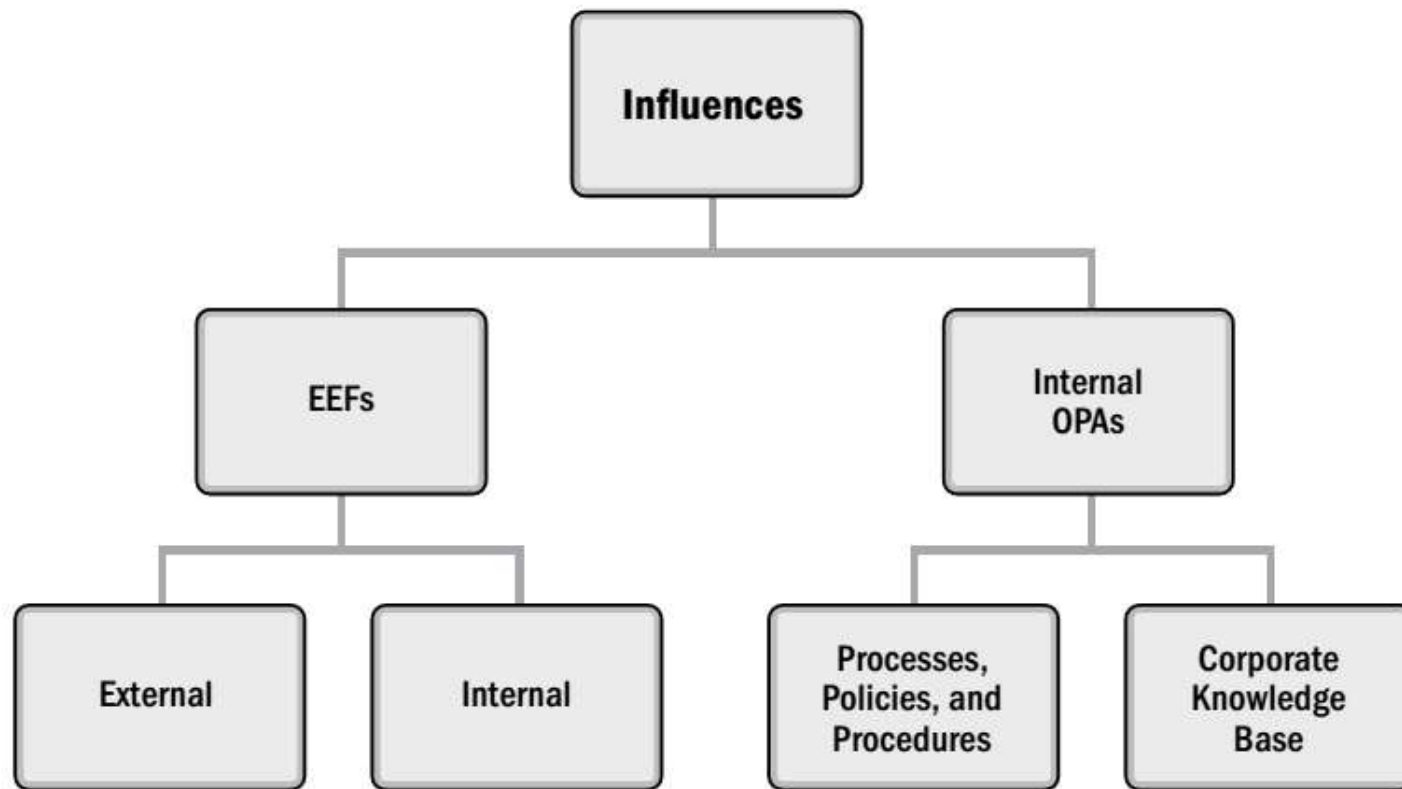 Influences
EEFs
Internal
OPAs
External
Internal
Processes,
Policies, and
Procedures
Corporate
Knowledge
Base